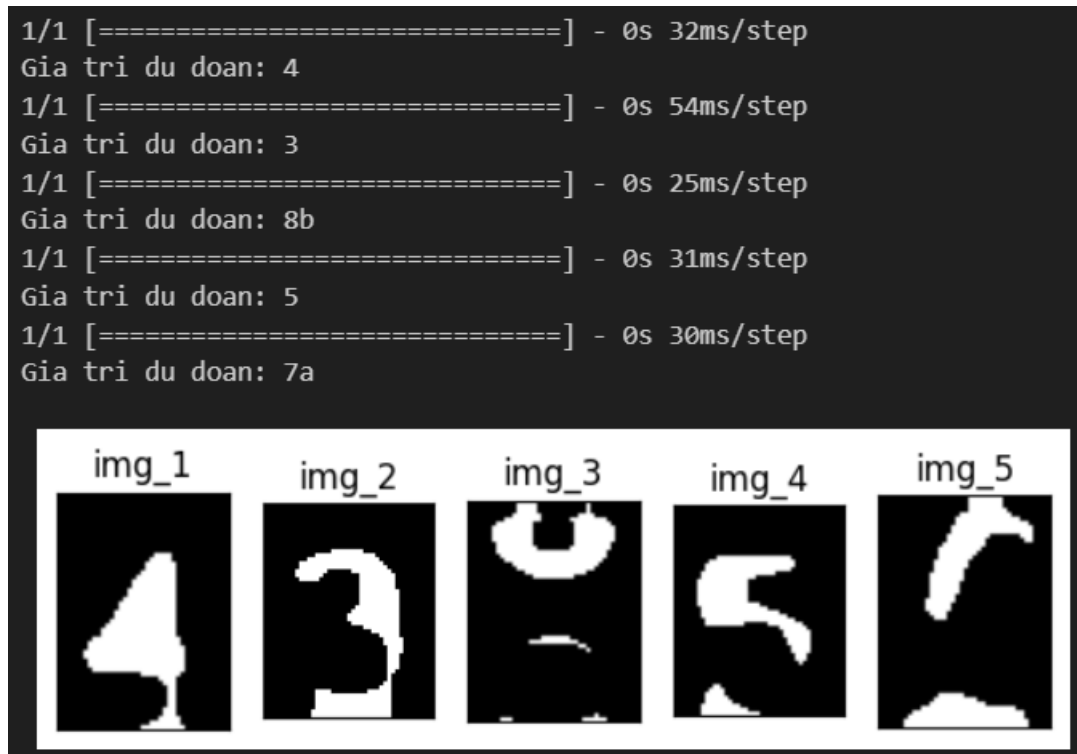 1/1 [==============================] - 0s 32ms/step
Gia tri du doan: 4
1/1 [==============================] - 0s 54ms/step
Gia tri du doan: 3
1/1 [==============================] - 0s 25ms/step
Gia tri du doan: 8b
1/1 [==============================] - 0s 31ms/step
Gia tri du doan: 5
1/1 [==============================] - 0s 30ms/step
Gia tri du doan: 7a
img_1 img_2 img_3 img_4 img_5
4 3